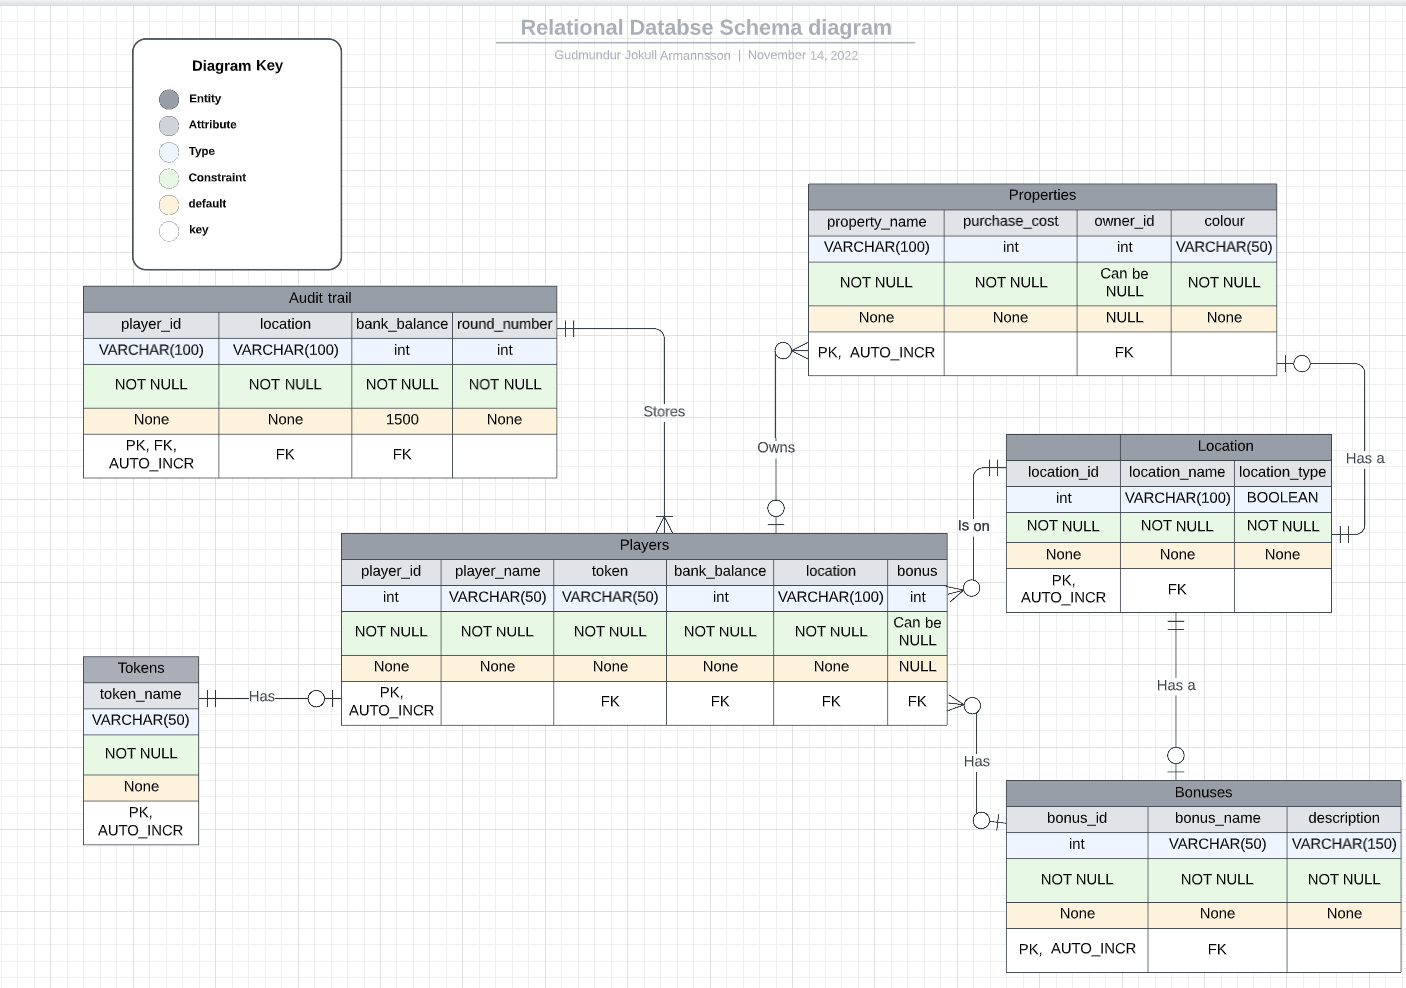 Relational Databse Schema diagram
Gudmundur Jokull Armannsson | November 14, 2022
Diagram Key
Entity
Attribute
Type
Constraint
default
key
Properties
property_name purchase_cost owner_id colour
VARCHAR(100) int int VARCHAR(50)
NOT NULL NOT NULL Can be NULL NOT NULL
None None NULL None
PK, AUTO_INCR FK
Audit trail
player_id location bank_balance round_number
VARCHAR(100) VARCHAR(100) int int
NOT NULL NOT NULL NOT NULL NOT NULL
None None 1500 None
PK, FK, AUTO_INCR FK FK
Stores
Owns
Is on
Has a
Location
location_id location_name location_type
int VARCHAR(100) BOOLEAN
NOT NULL NOT NULL NOT NULL
None None None
PK, AUTO_INCR FK
Players
player_id player_name token bank_balance location bonus
int VARCHAR(50) VARCHAR(50) int VARCHAR(100) int
NOT NULL NOT NULL NOT NULL NOT NULL NOT NULL Can be NULL
None None None None None NULL
PK, AUTO_INCR FK FK FK FK
Tokens
token_name
VARCHAR(50)
NOT NULL
None
PK,
AUTO_INCR
Has
Has a
Has
Bonuses
bonus_id bonus_name description
int VARCHAR(50) VARCHAR(150)
NOT NULL NOT NULL NOT NULL
None None None
PK, AUTO_INCR FK